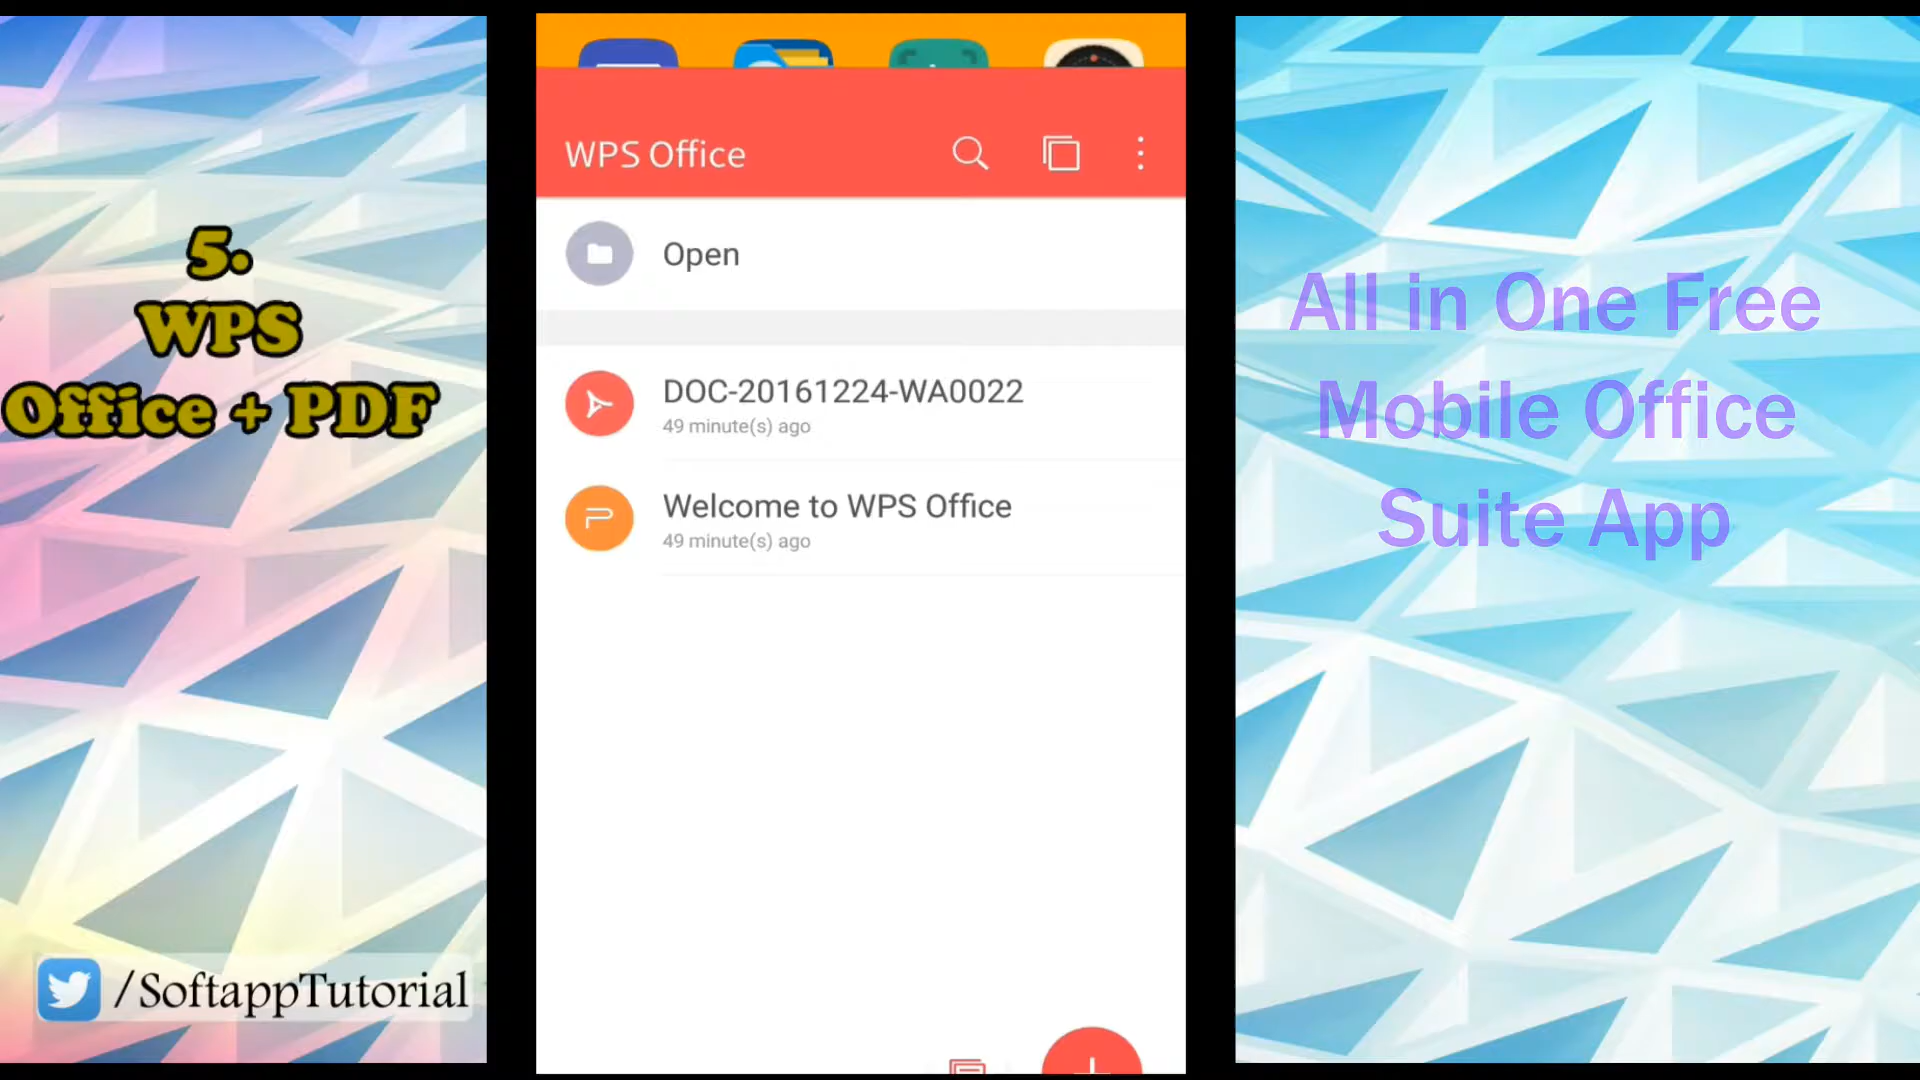 5.
WPS
Office + PDF
/SoftappTutorial
WPS Office
Open
DOC-20161224-WA0022
49 minute(s) ago
Welcome to WPS Office
49 minute(s) ago
All in One Free
Mobile Office
Suite App